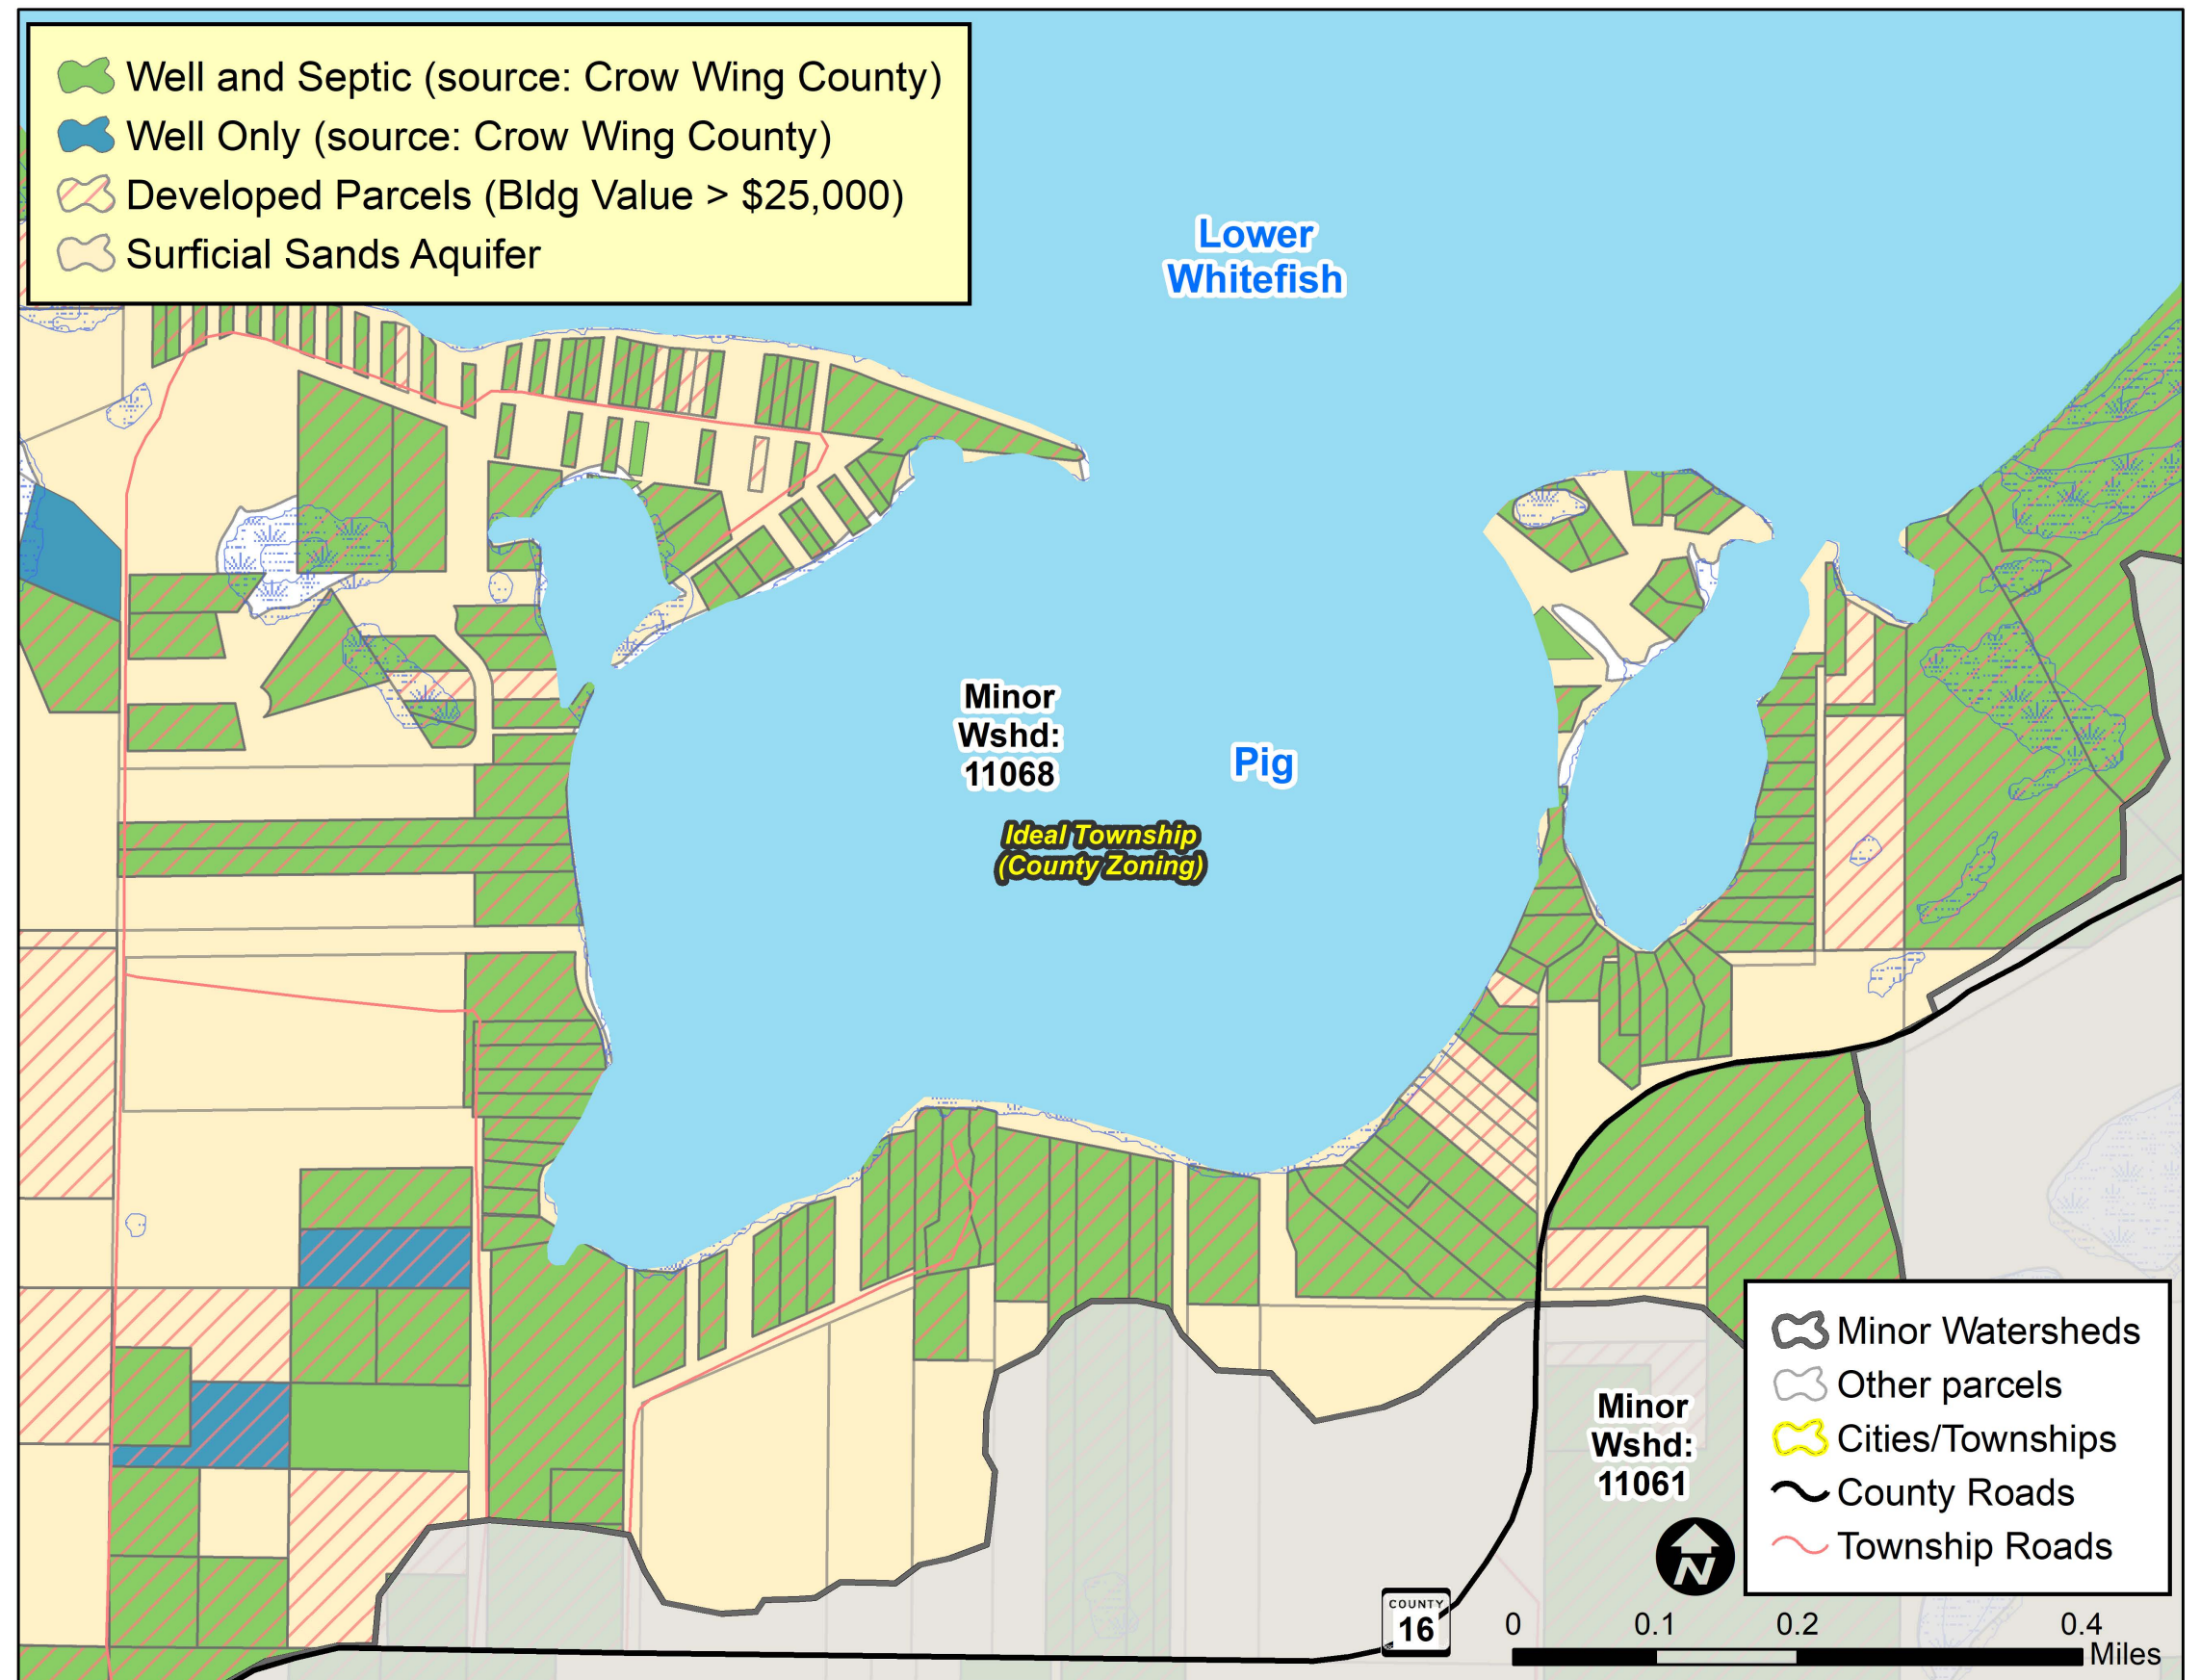 Well and Septic (source: Crow Wing County)
Well Only (source: Crow Wing County)
Developed Parcels (Bldg Value > $25,000)
Surficial Sands Aquifer
Lower
Whitefish
Minor
Wshd:
11068
Pig
Ideal Township
(County Zoning)
Minor
Wshd:
11061
Minor Watersheds
Other parcels
Cities/Townships
County Roads
Township Roads
N
COUNTY
16
0 0.1 0.2 0.4
Miles